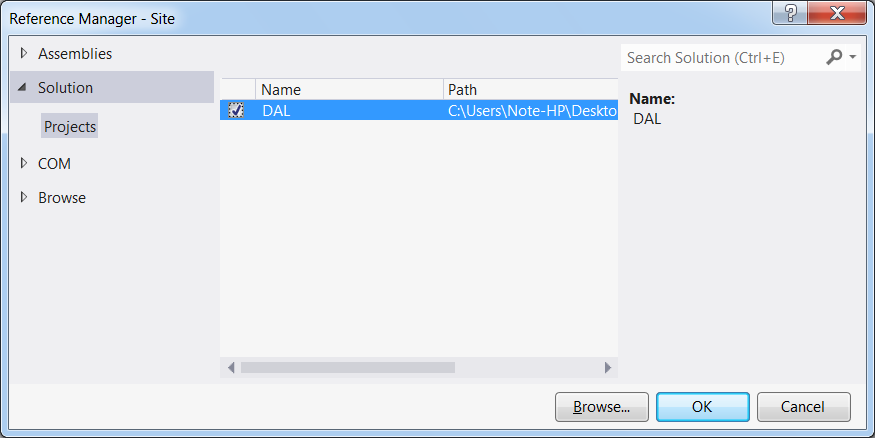 Reference Manager - Site
Assemblies
Solution
Projects
COM
Browse
Name Path
DAL C:\Users\Note-HP\Deskto
Search Solution (Ctrl+E)
Name:
DAL
Browse... OK Cancel